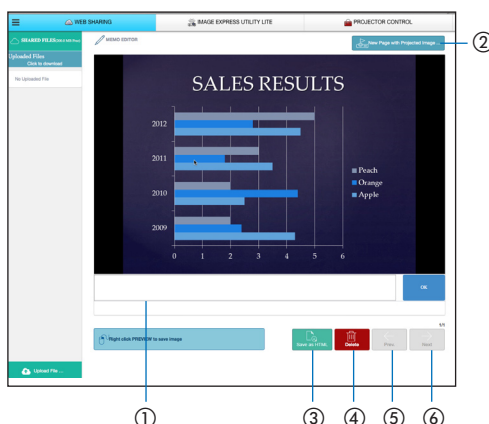 WEB SHARING
IMAGE EXPRESS UTILITY LITE
PROJECTOR CONTROL
SHARED FILES
MEMO EDITOR
New Page with Projected Image ...
②
Uploaded Files
Click to download
No Uploaded File
SALES RESULTS
2012
2011
2010
2009
Peach
Orange
Apple
0 1 2 3 4 5 6
OK
1/1
Right click PREVIEW to save image
Save as HTML
Delete
Prev
Next
Upload File ...
① ③ ④ ⑤ ⑥